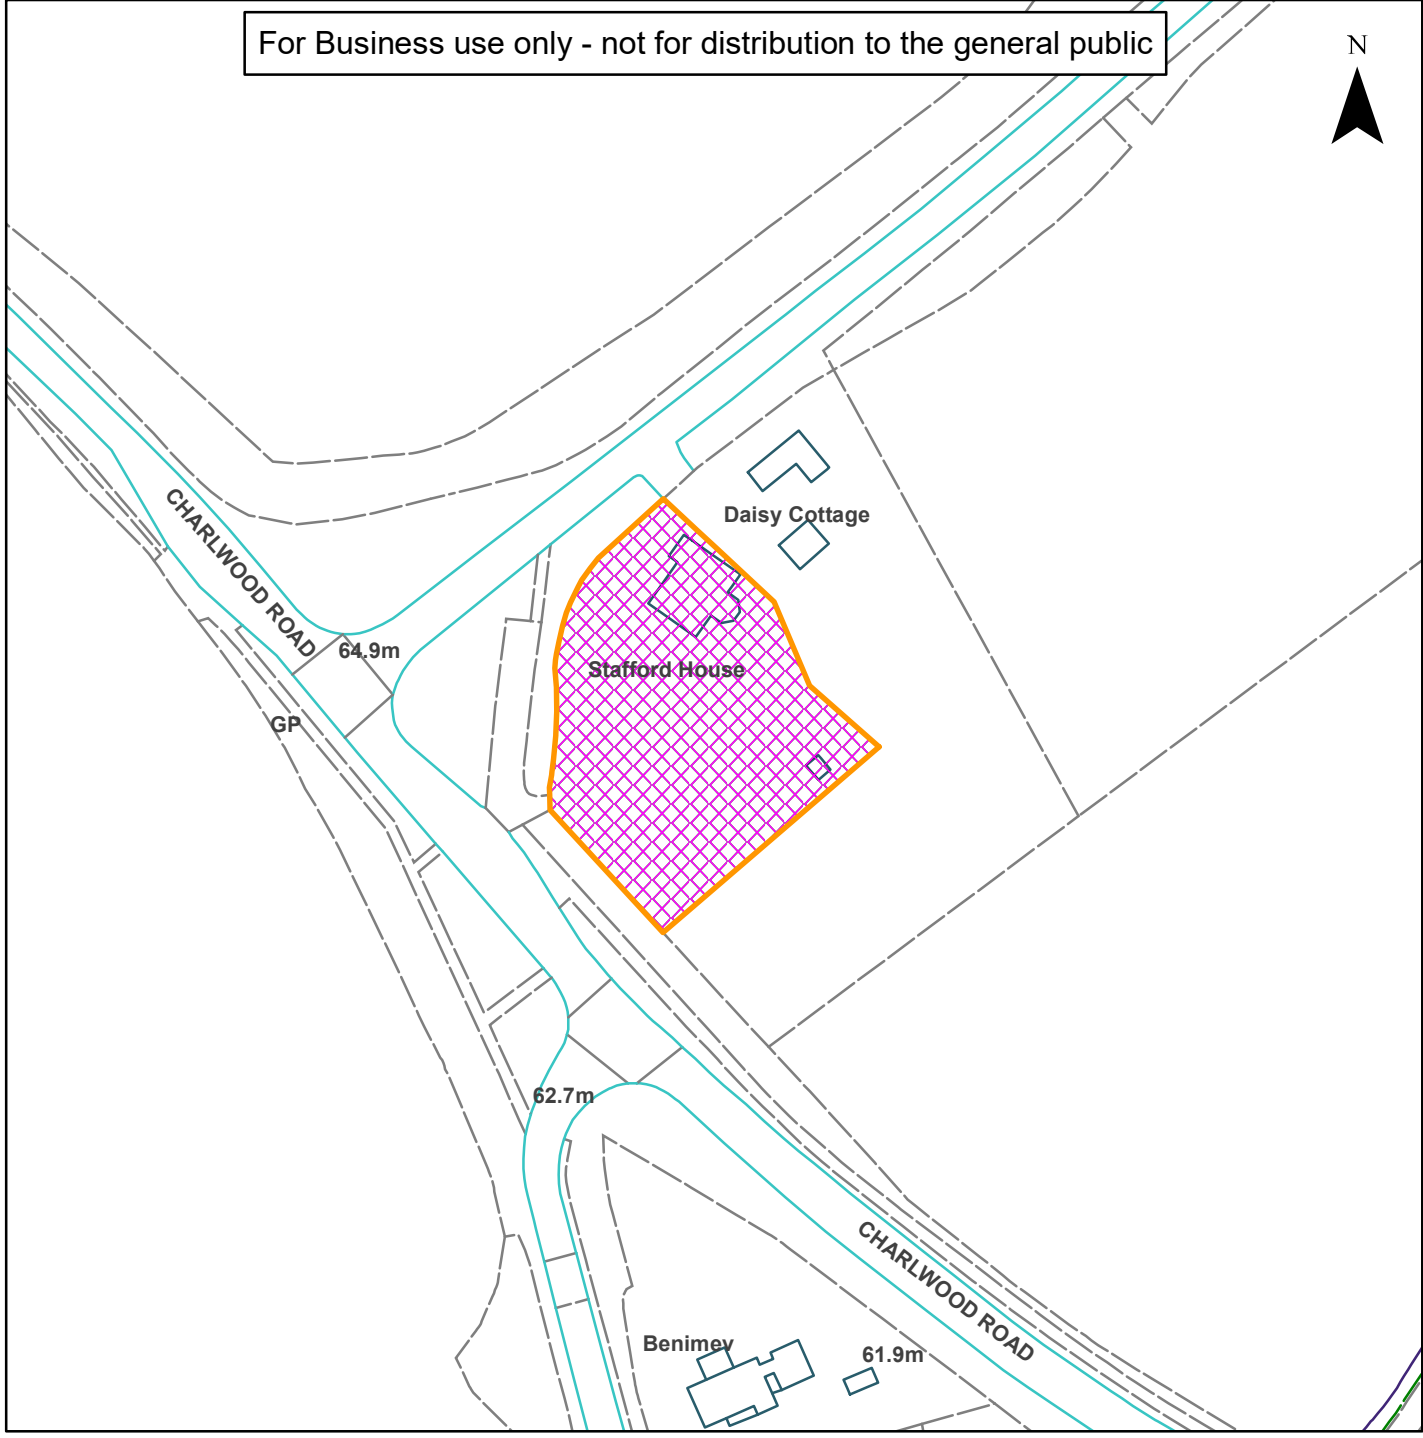 For Business use only - not for distribution to the general public
N
Daisy Cottage
CHARLWOOD ROAD
64.9m
Stafford House
GP
62.7m
CHARLWOOD ROAD
Benimey
61.9m